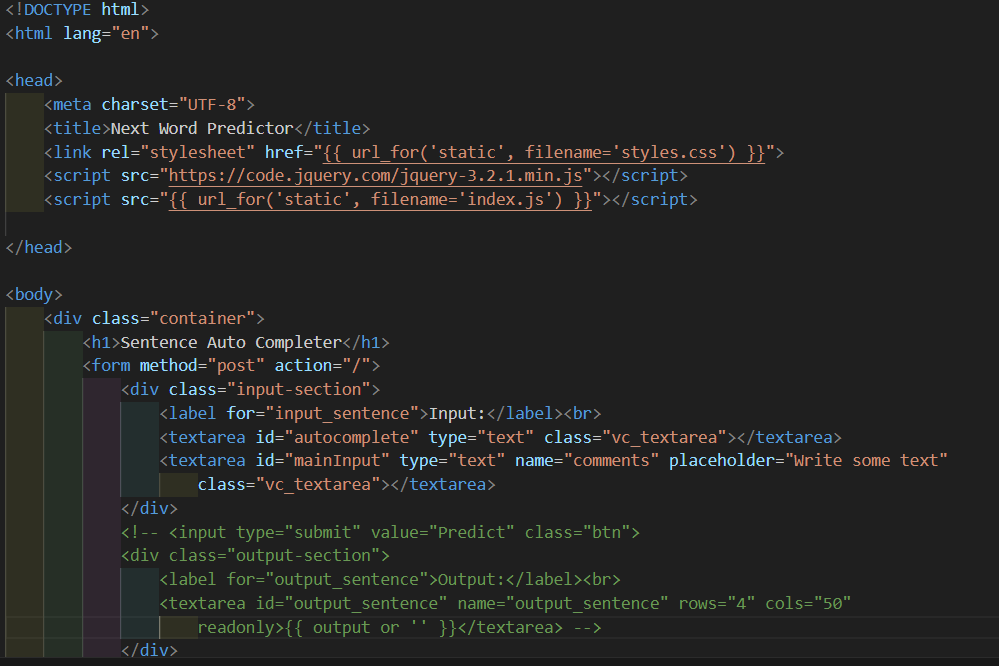 <!DOCTYPE html>
<html lang="en">
<head>
<meta charset="UTF-8">
<title>Next Word Predictor</title>
<link rel="stylesheet" href="{{ url_for('static', filename='styles.css') }}">
<script src="https://code.jquery.com/jquery-3.2.1.min.js"></script>
<script src="{{ url_for('static', filename='index.js') }}"></script>
</head>
<body>
<div class="container">
<h1>Sentence Auto Completer</h1>
<form method="post" action="/">
<div class="input-section">
<label for="input_sentence">Input:</label><br>
<textarea id="autocomplete" type="text" class="vc_textarea"></textarea>
<textarea id="mainInput" type="text" name="comments" placeholder="Write some text"
class="vc_textarea"></textarea>
</div>
<!-- <input type="submit" value="Predict" class="btn">
<div class="output-section">
<label for="output_sentence">Output:</label><br>
<textarea id="output_sentence" name="output_sentence" rows="4" cols="50"
readonly>{{ output or '' }}</textarea> -->
</div>